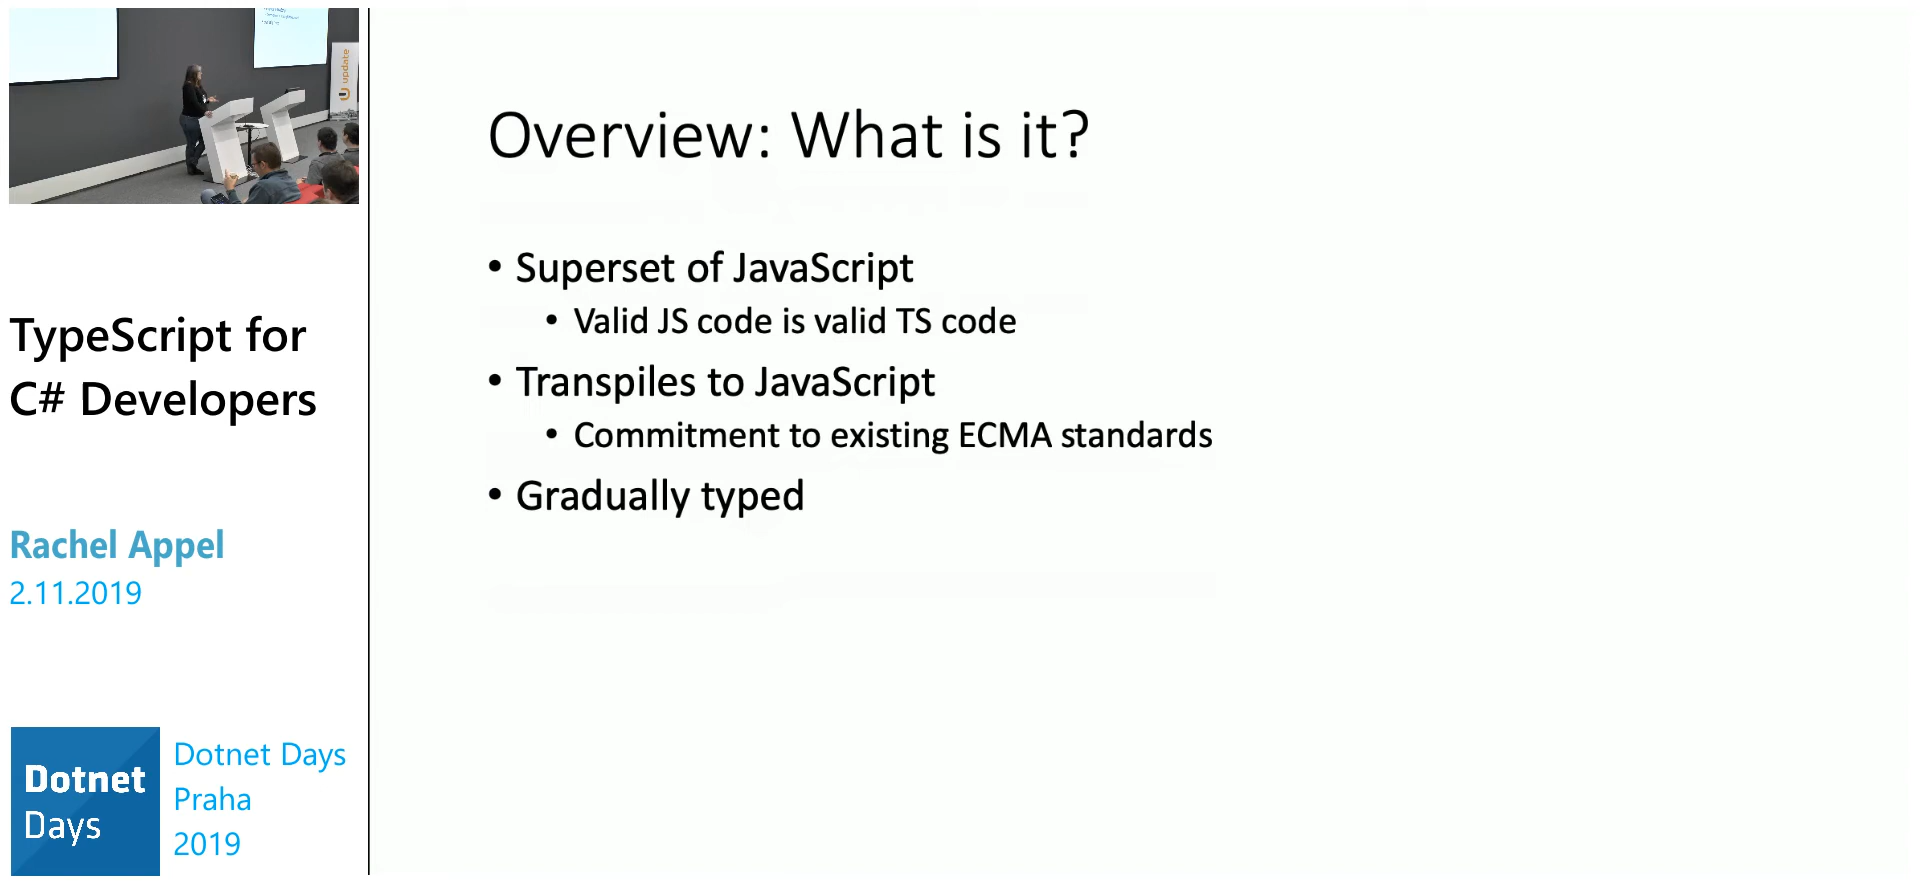 update
TypeScript for
C# Developers
Rachel Appel
2.11.2019
Dotnet
Days
Dotnet Days
Praha
2019
Overview: What is it?
• Superset of JavaScript
• Valid JS code is valid TS code
• Transpiles to JavaScript
• Commitment to existing ECMA standards
• Gradually typed